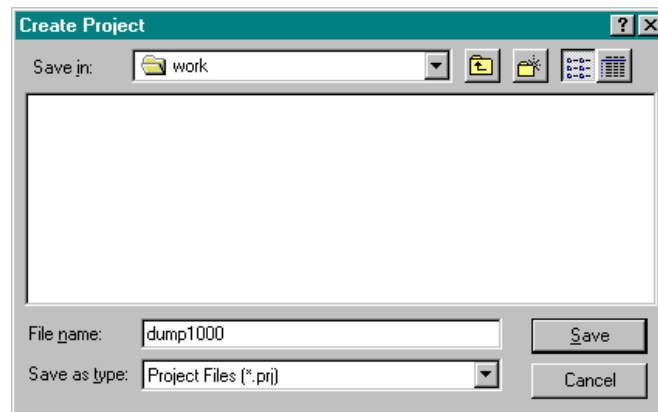 Create Project
Save in: work
File name: dump1000 Save
Save as type: Project Files (*.prj) Cancel